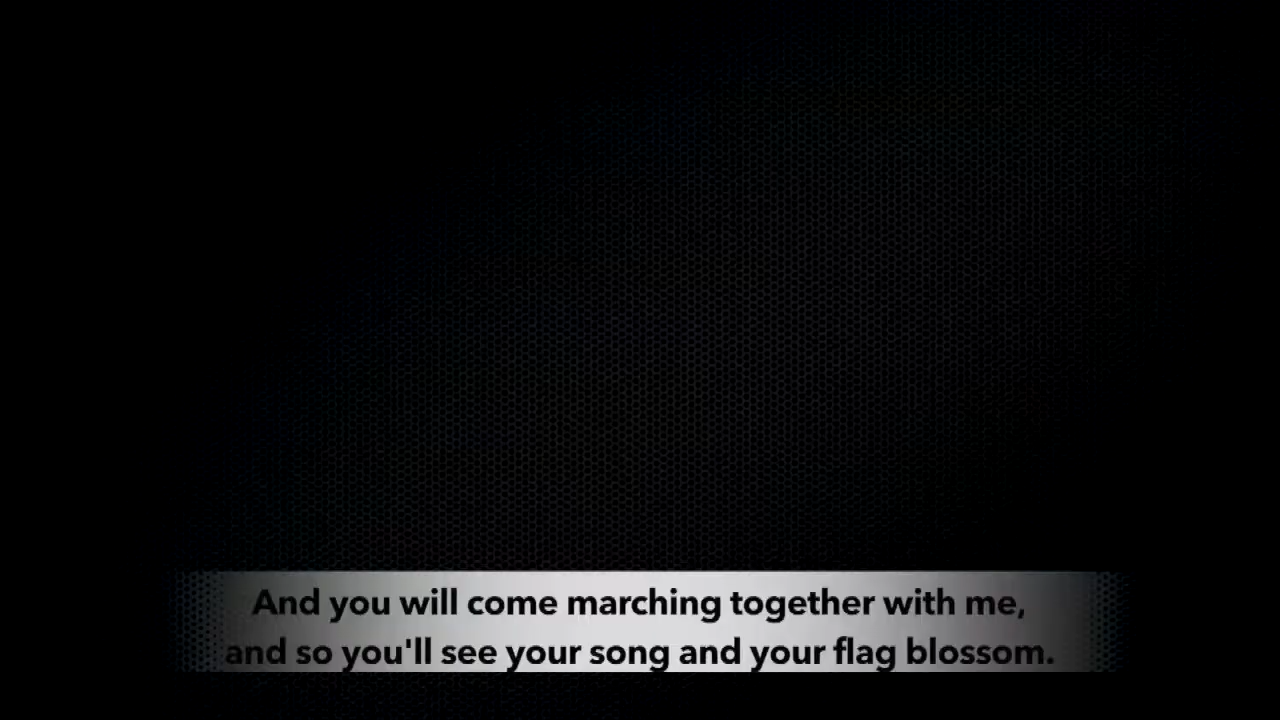 And you will come marching together with me,
and so you'll see your song and your flag blossom.